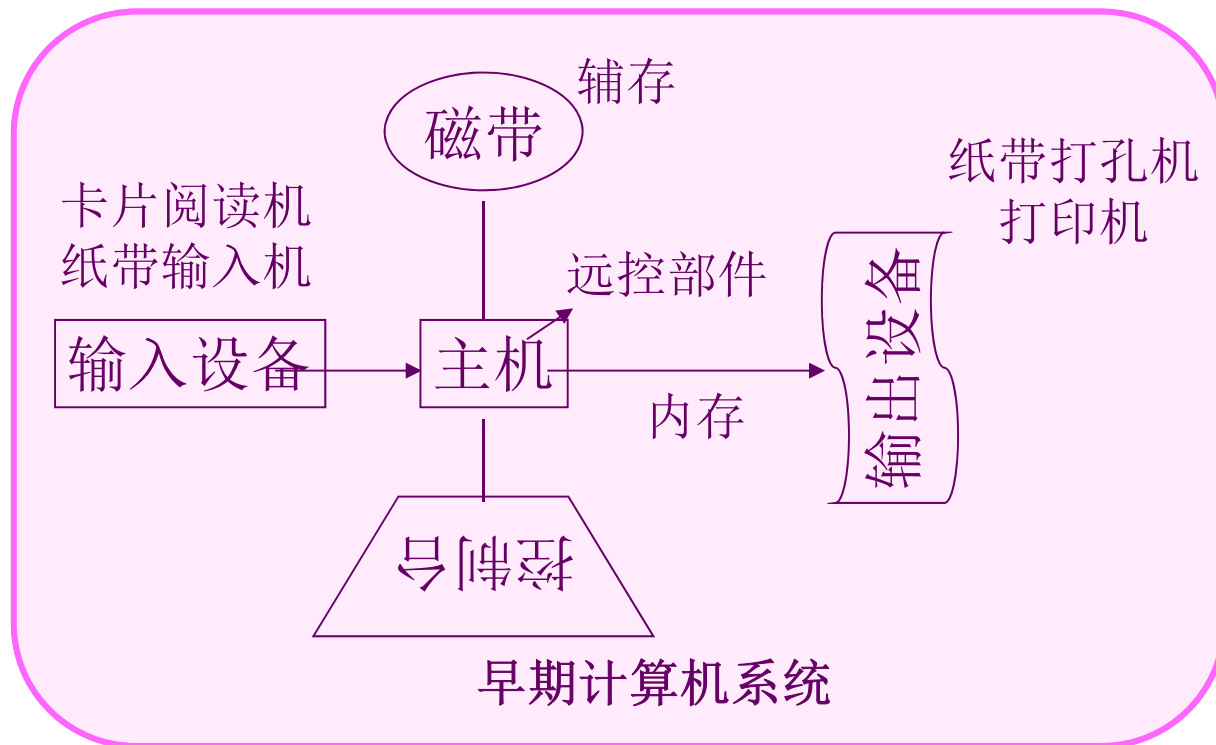 辅存
磁带
纸带打孔机
打印机
卡片阅读机
纸带输入机
远控部件
输入设备
主机
内存
输出设备
控制台
早期计算机系统